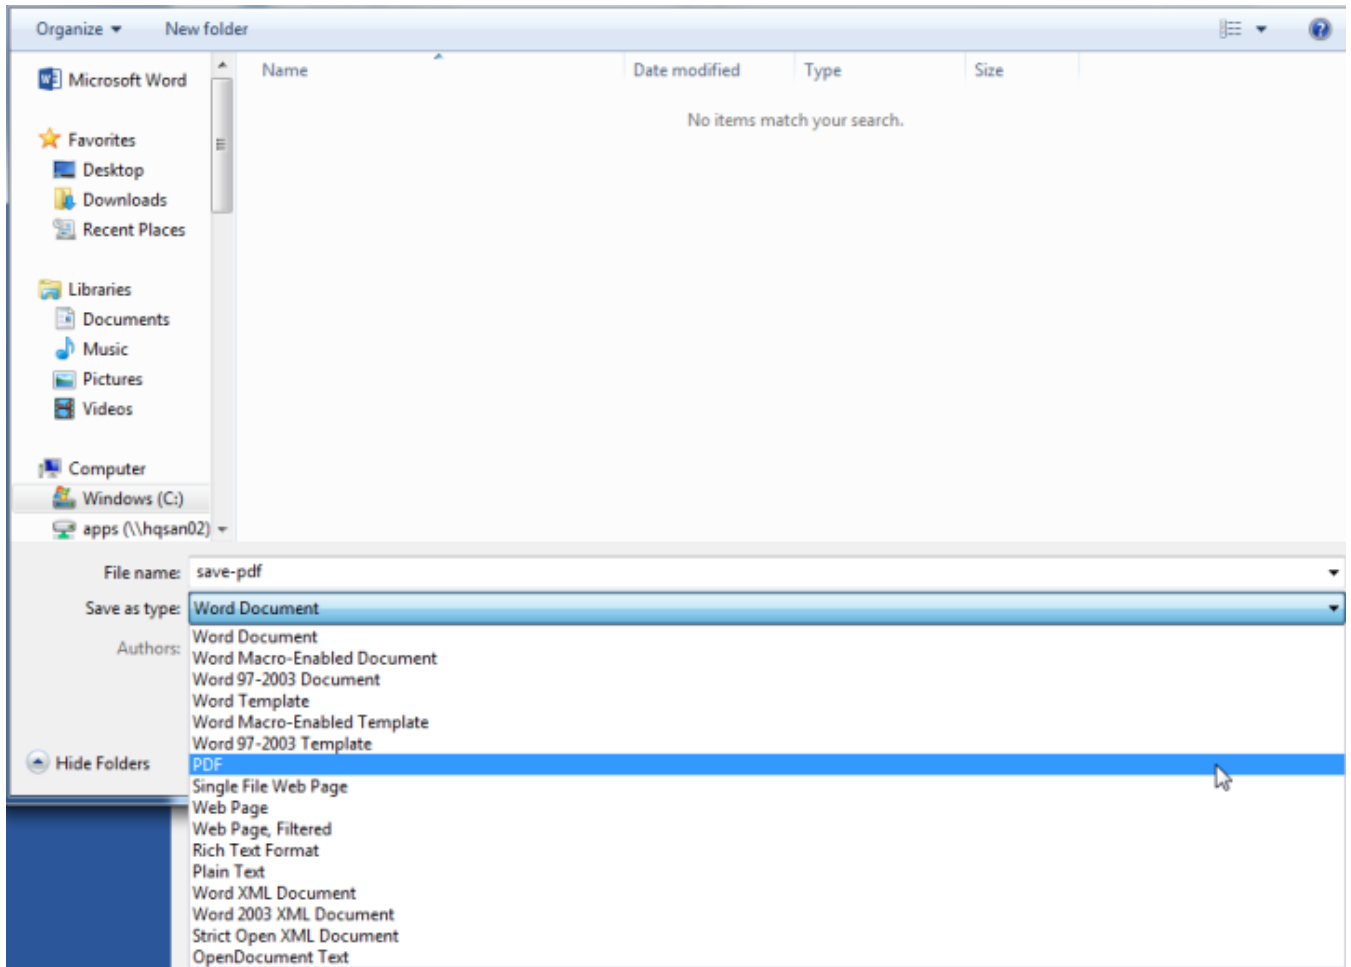 Organize New folder
Microsoft Word
Name Date modified Type Size
No items match your search.
Favorites
Desktop
Downloads
Recent Places
Libraries
Documents
Music
Pictures
Videos
Computer
Windows (C:)
apps (\\hqsan02)
File name: save-pdf
Save as type: Word Document
Authors:
Word Document
Word Macro-Enabled Document
Word 97-2003 Document
Word Template
Word Macro-Enabled Template
Word 97-2003 Template
Hide Folders
PDF
Single File Web Page
Web Page
Web Page, Filtered
Rich Text Format
Plain Text
Word XML Document
Word 2003 XML Document
Strict Open XML Document
OpenDocument Text